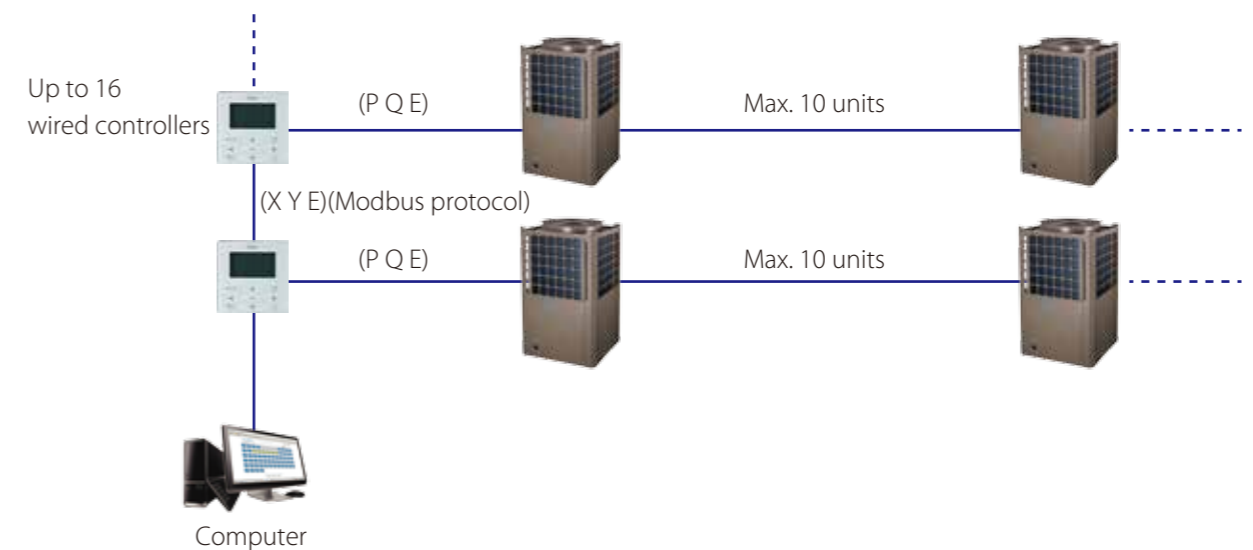 Up to 16
wired controllers
(P Q E)
Max. 10 units
(X Y E)(Modbus protocol)
(P Q E)
Max. 10 units
Computer